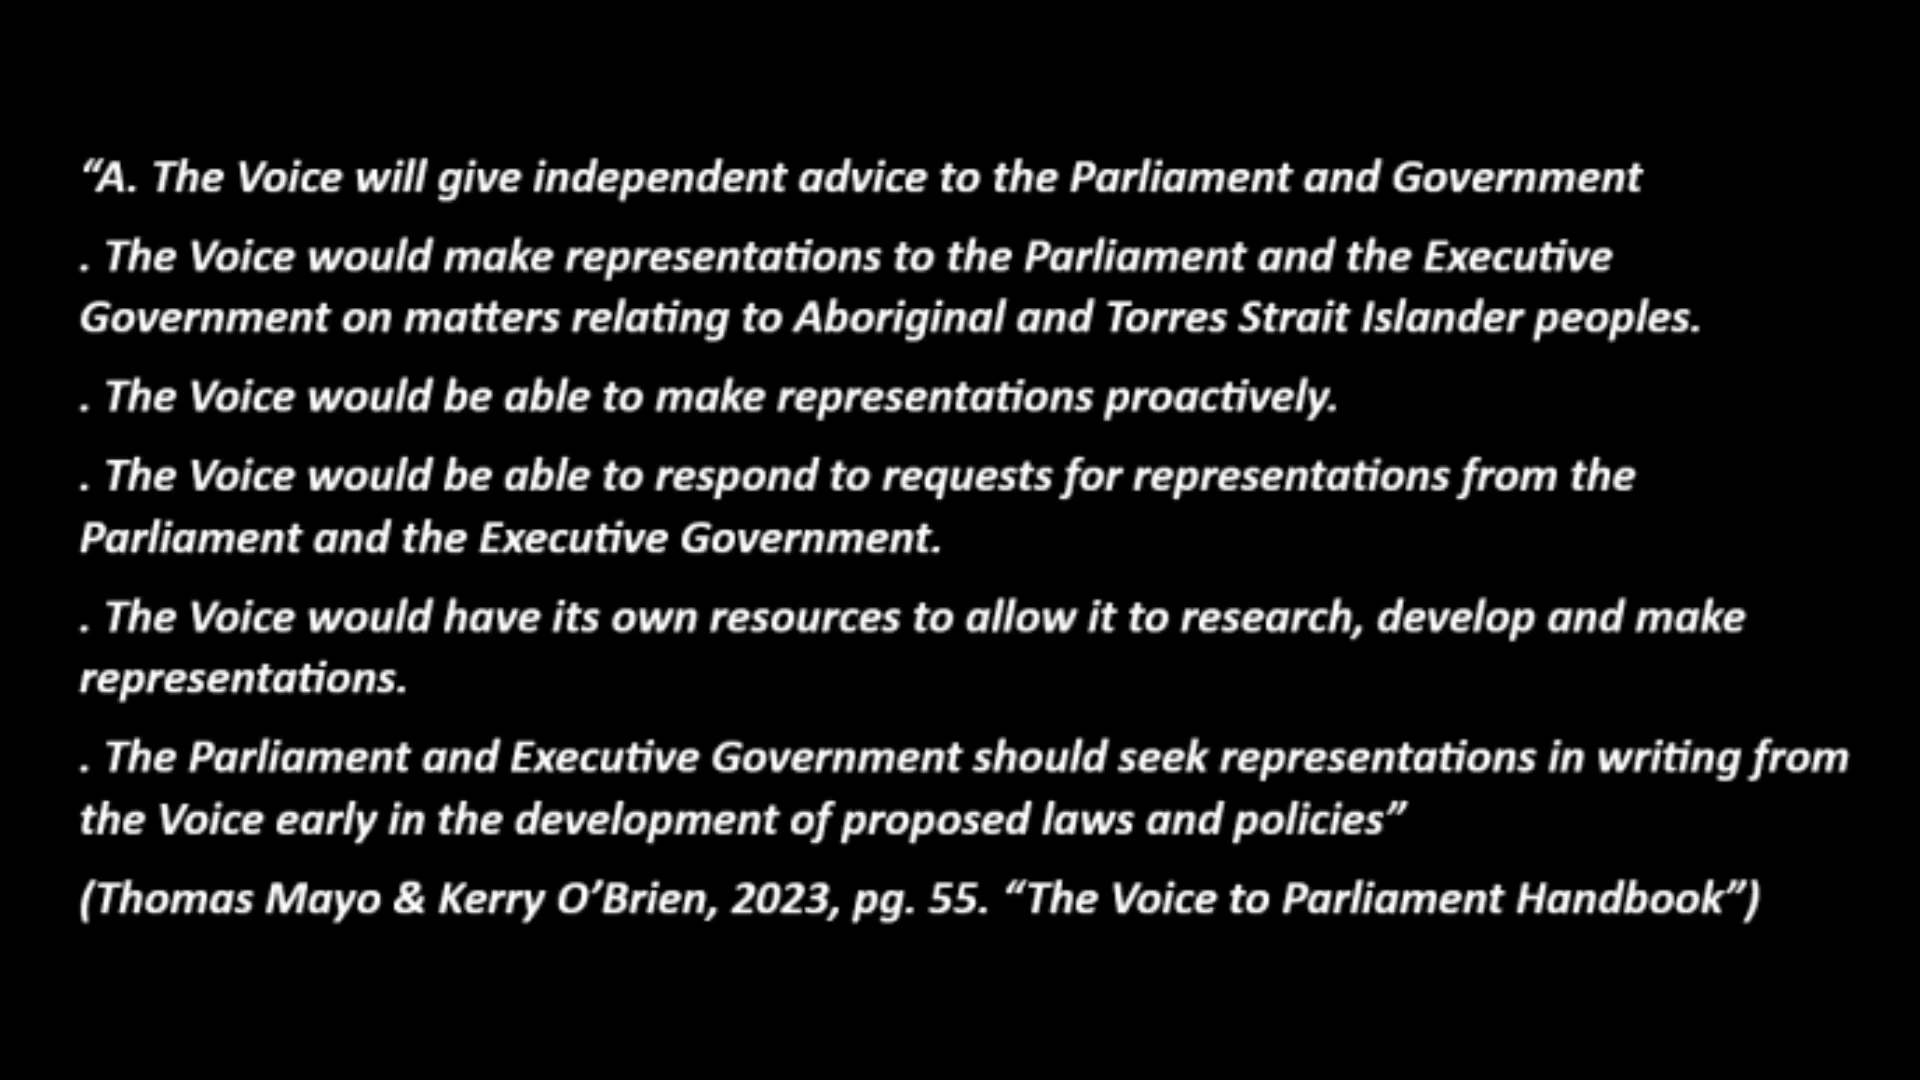 “A. The Voice will give independent advice to the Parliament and Government
. The Voice would make representations to the Parliament and the Executive
Government on matters relating to Aboriginal and Torres Strait Islander peoples.
. The Voice would be able to make representations proactively.
. The Voice would be able to respond to requests for representations from the
Parliament and the Executive Government.
. The Voice would have its own resources to allow it to research, develop and make
representations.
. The Parliament and Executive Government should seek representations in writing from
the Voice early in the development of proposed laws and policies”
(Thomas Mayo & Kerry O’Brien, 2023, pg. 55. “The Voice to Parliament Handbook”)